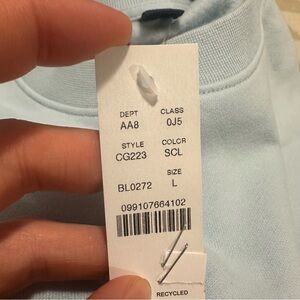 DEPT CLASS
AA8 0J5
STYLE COLOR
CG223 SCL
SIZE
BL0272 L
099107664102
RECYCLED